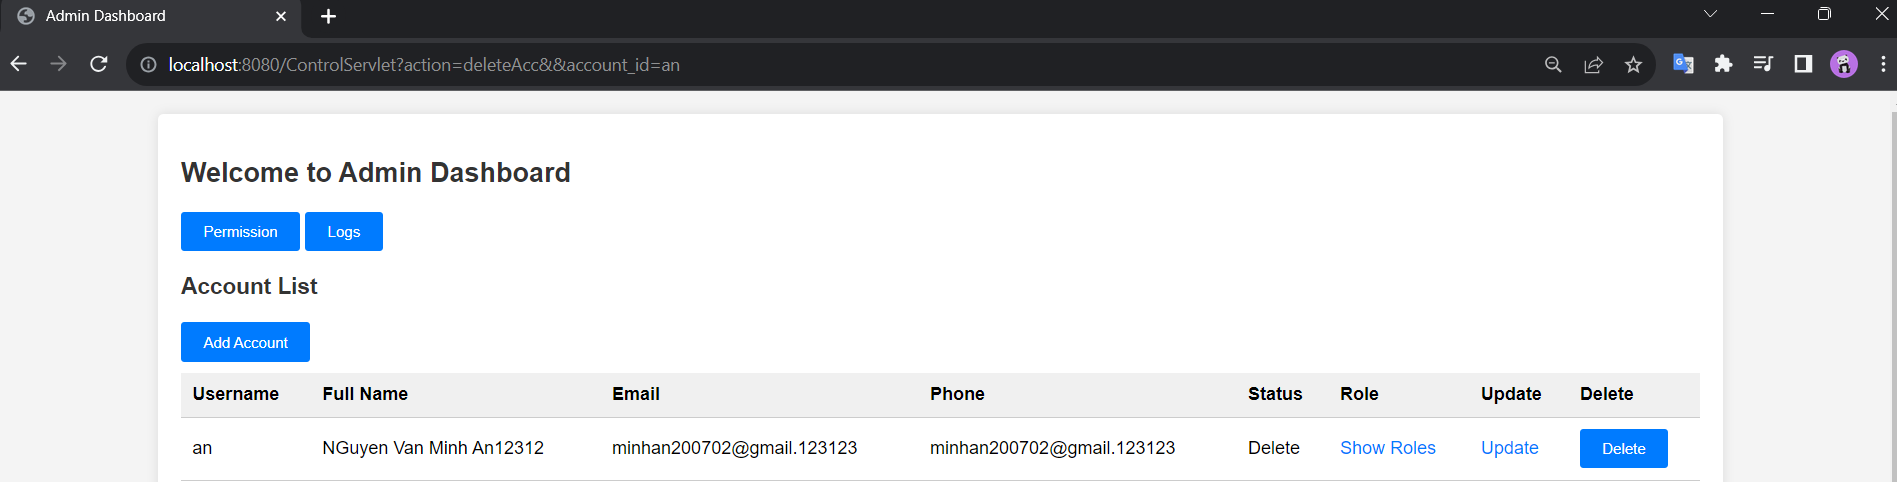 Admin Dashboard
localhost:8080/ControlServlet?action=deleteAcc&&account_id=an
Welcome to Admin Dashboard
Permission Logs
Account List
Add Account
Username Full Name Email Phone Status Role Update Delete
an NGuyen Van Minh An12312 minhan200702@gmail.123123 minhan200702@gmail.123123 Delete Show Roles Update Delete